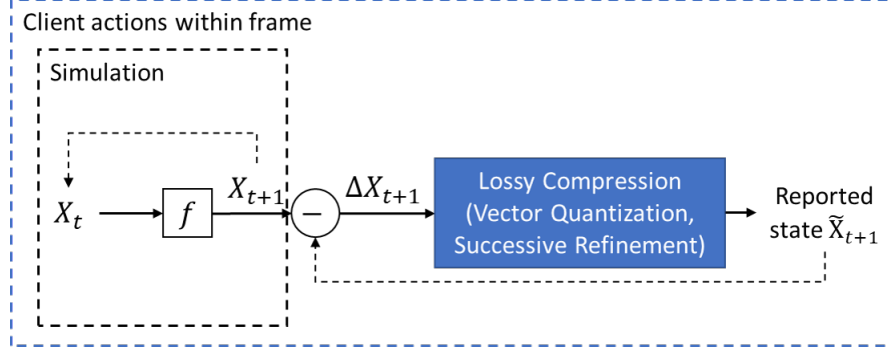 Client actions within frame
Simulation
X_t
f
X_{t+1}
−
ΔX_{t+1}
Lossy Compression
(Vector Quantization,
Successive Refinement)
Reported
state X̃_{t+1}